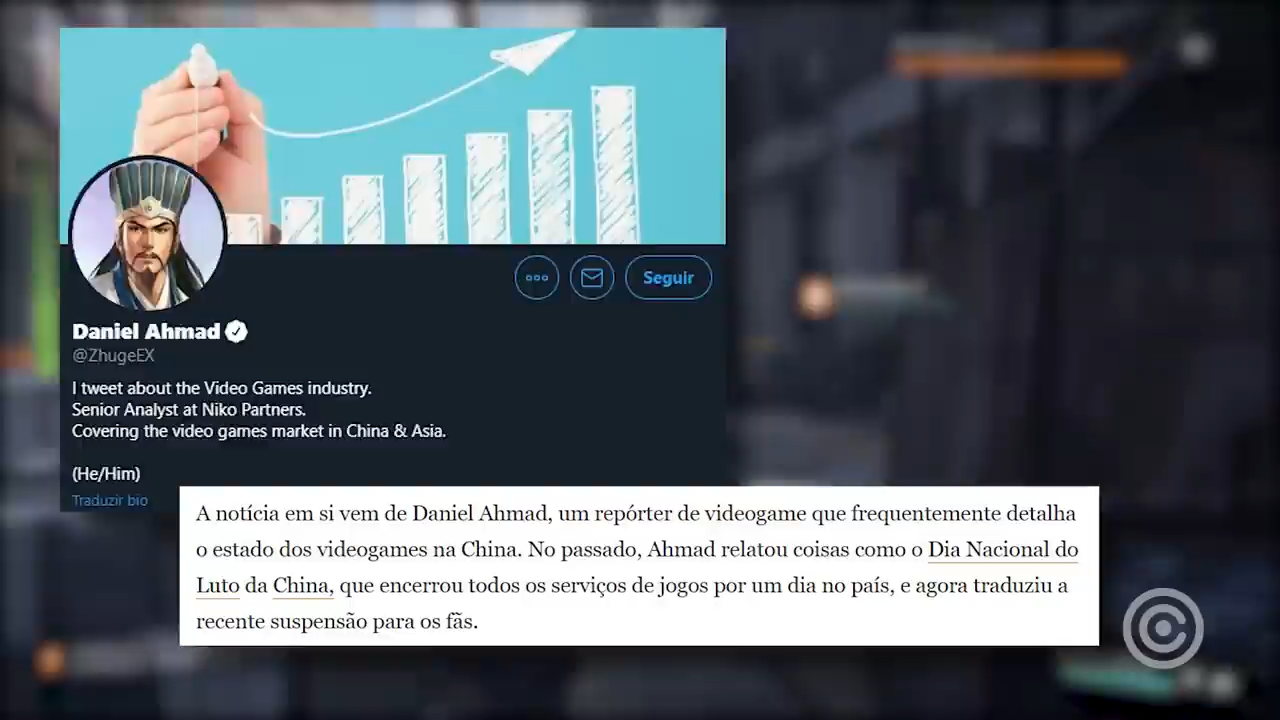 Seguir
Daniel Ahmad
@ZhugeEX
I tweet about the Video Games industry.
Senior Analyst at Niko Partners.
Covering the video games market in China & Asia.
(He/Him)
Traduzir bio
A notícia em si vem de Daniel Ahmad, um repórter de videogame que frequentemente detalha
o estado dos videogames na China. No passado, Ahmad relatou coisas como o Dia Nacional do
Luto da China, que encerrou todos os serviços de jogos por um dia no país, e agora traduziu a
recente suspensão para os fãs.